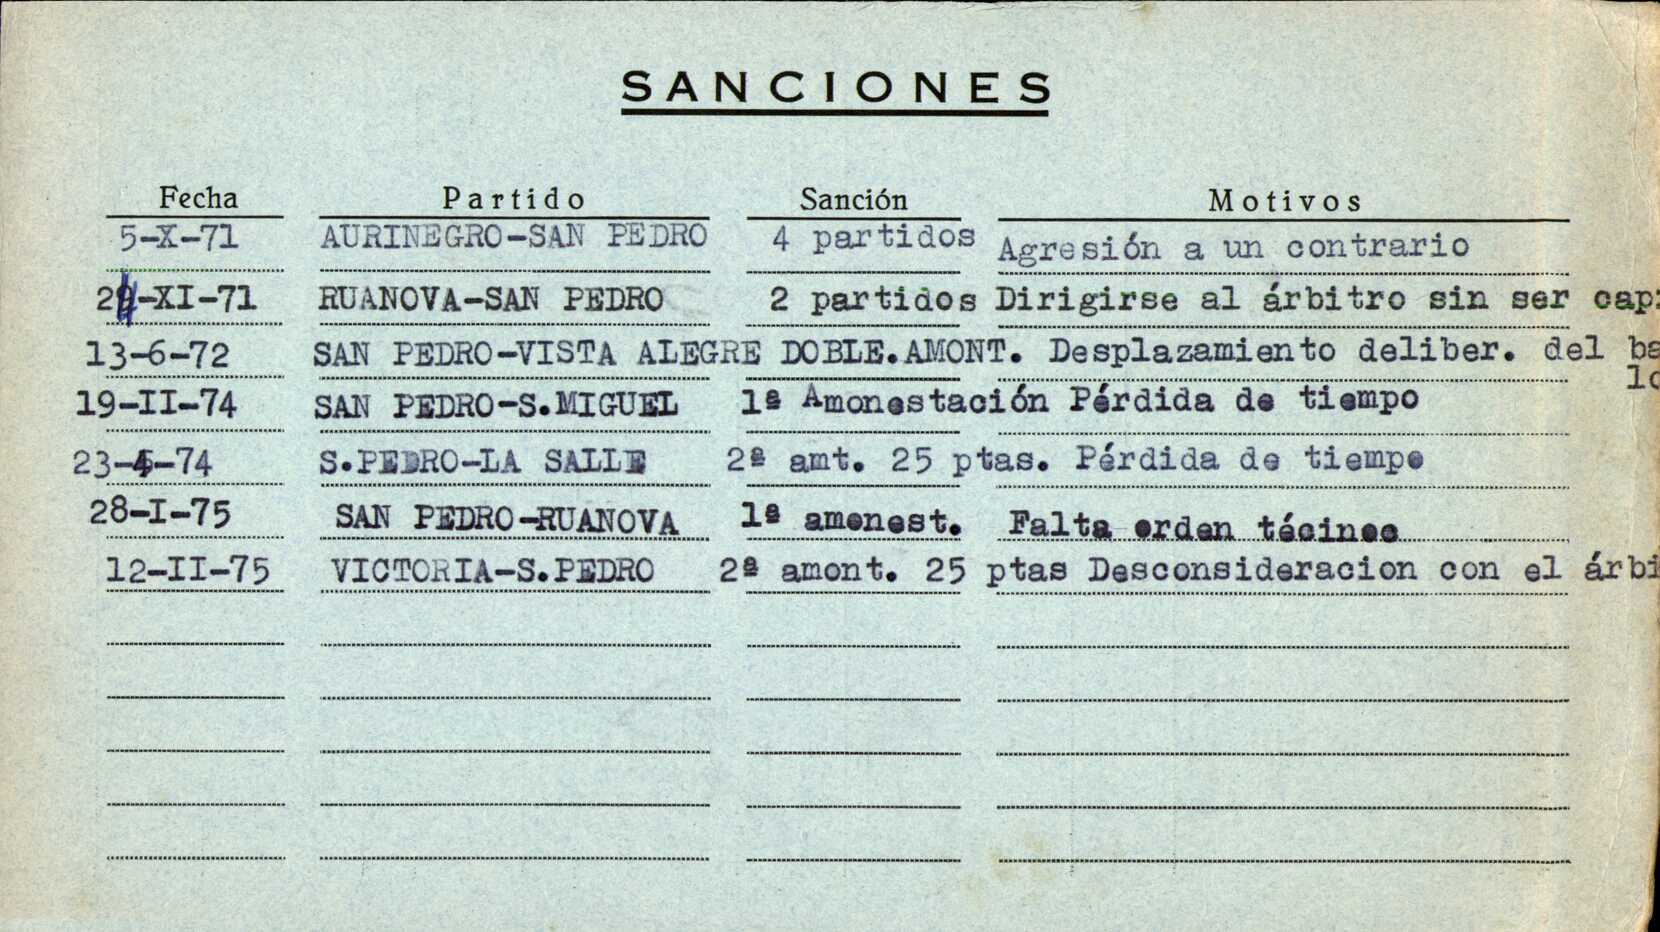 SANCIONES
Fecha Partido Sanción Motivos
5-X-71 AURINEGRO-SAN PEDRO 4 partidos Agresión a un contrario
24-XI-71 RUANOVA-SAN PEDRO 2 partidos Dirigirse al árbitro sin ser cap
13-6-72 SAN PEDRO-VISTA ALEGRE DOBLE.AMONT. Desplazamiento deliber. del ba
lo
19-II-74 SAN PEDRO-S.MIGUEL 1ª Amonestación Pérdida de tiempo
23-4-74 S.PEDRO-LA SALLE 2ª amt. 25 ptas. Pérdida de tiempo
28-I-75 SAN PEDRO-RUANOVA 1ª amonest. Falta orden técinoo
12-II-75 VICTORIA-S.PEDRO 2ª amont. 25 ptas Desconsideracion con el árbi